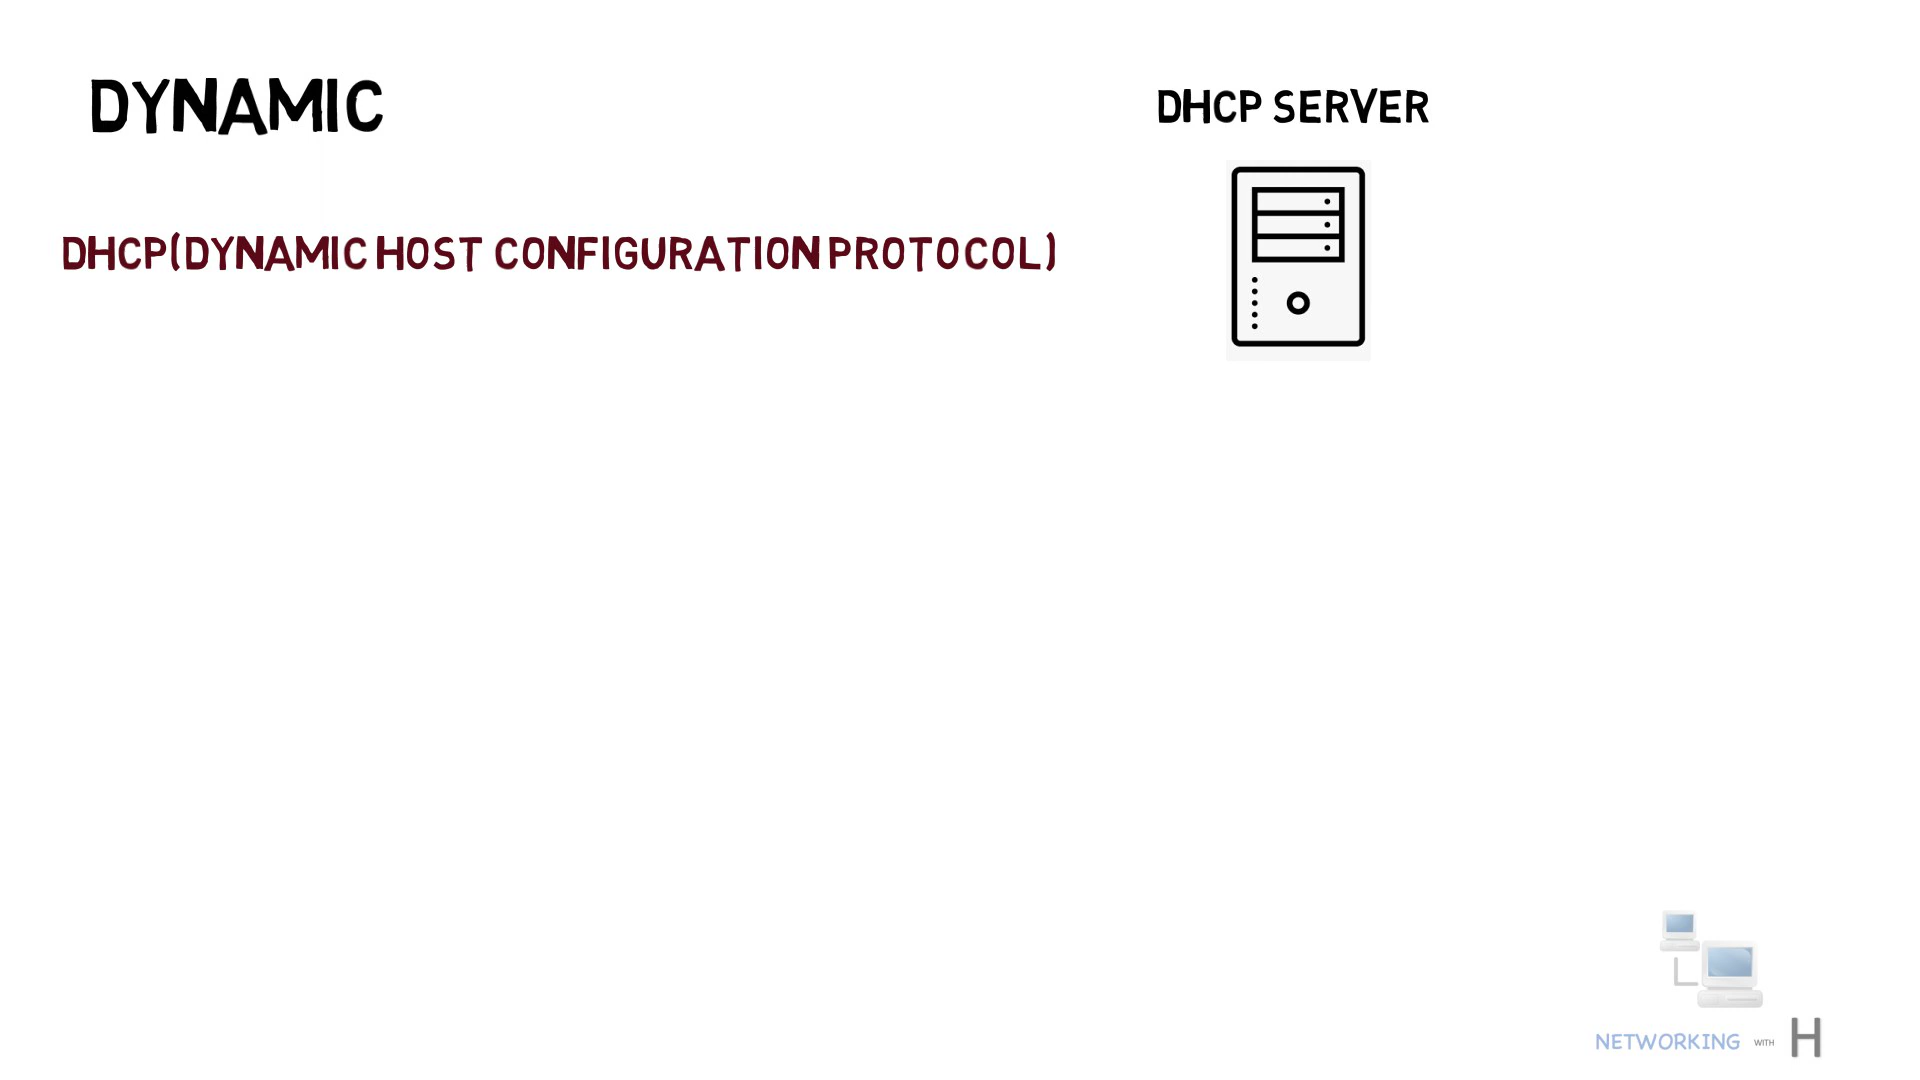 DYNAMIC
DHCP SERVER
DHCP(DYNAMIC HOST CONFIGURATION PROTOCOL)
NETWORKING WITH H